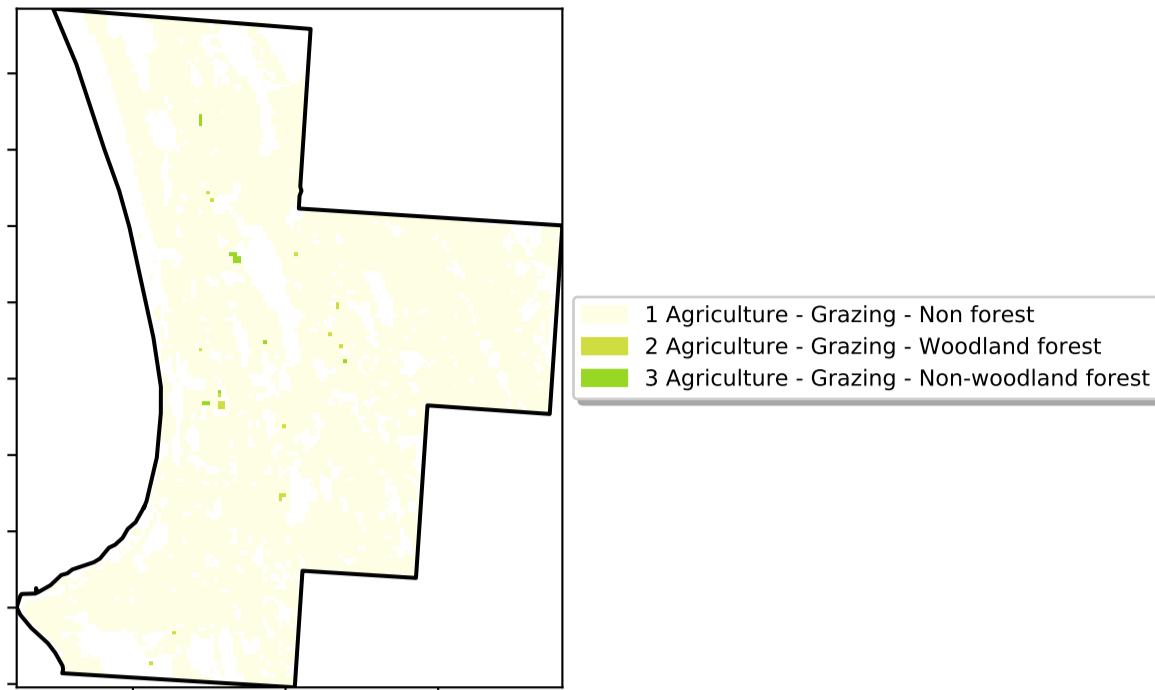 1 Agriculture - Grazing - Non forest
2 Agriculture - Grazing - Woodland forest
3 Agriculture - Grazing - Non-woodland forest